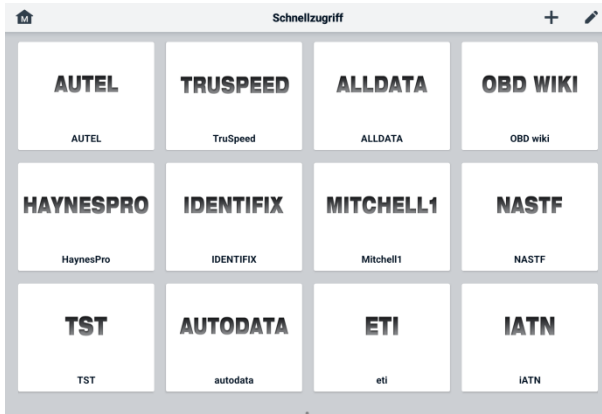 M
Schnellzugriff
AUTEL
TRUSPEED
ALLDATA
OBD WIKI
AUTEL
TruSpeed
ALLDATA
OBD wiki
HAYNESPRO
IDENTIFIX
MITCHELL1
NASTF
HaynesPro
IDENTIFIX
Mitchell1
NASTF
TST
AUTODATA
ETI
IATN
TST
autodata
eti
iATN